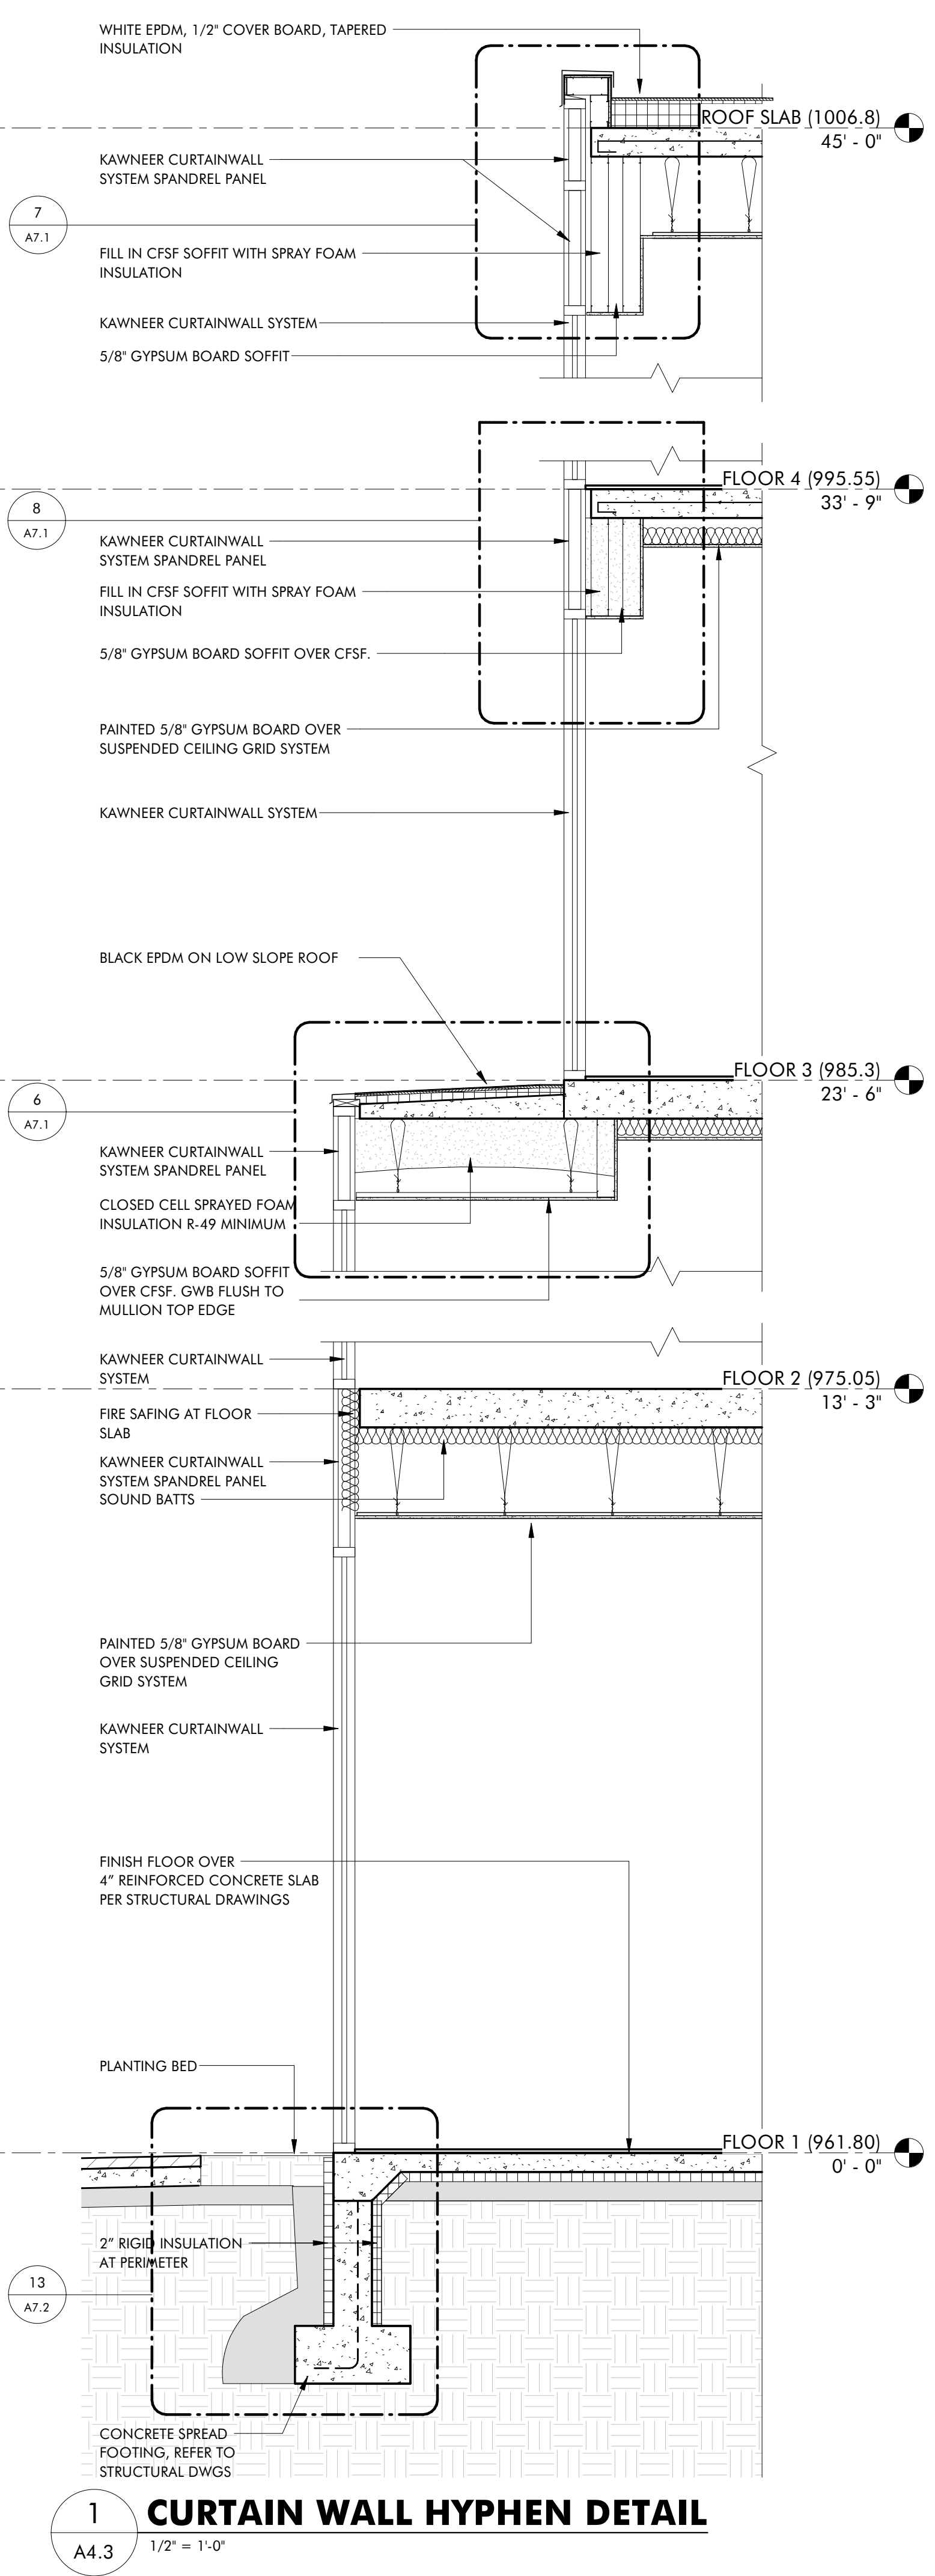 WHITE EPDM, 1/2" COVER BOARD, TAPERED
INSULATION
ROOF SLAB (1006.8)
45' - 0"
KAWNEER CURTAINWALL
SYSTEM SPANDREL PANEL
7
A7.1
FILL IN CFSF SOFFIT WITH SPRAY FOAM
INSULATION
KAWNEER CURTAINWALL SYSTEM
5/8" GYPSUM BOARD SOFFIT
FLOOR 4 (995.55)
33' - 9"
8
A7.1
KAWNEER CURTAINWALL
SYSTEM SPANDREL PANEL
FILL IN CFSF SOFFIT WITH SPRAY FOAM
INSULATION
5/8" GYPSUM BOARD SOFFIT OVER CFSF.
PAINTED 5/8" GYPSUM BOARD OVER
SUSPENDED CEILING GRID SYSTEM
KAWNEER CURTAINWALL SYSTEM
BLACK EPDM ON LOW SLOPE ROOF
FLOOR 3 (985.3)
23' - 6"
6
A7.1
KAWNEER CURTAINWALL
SYSTEM SPANDREL PANEL
CLOSED CELL SPRAYED FOAM
INSULATION R-49 MINIMUM
5/8" GYPSUM BOARD SOFFIT
OVER CFSF. GWB FLUSH TO
MULLION TOP EDGE
KAWNEER CURTAINWALL
SYSTEM
FLOOR 2 (975.05)
13' - 3"
FIRE SAFING AT FLOOR
SLAB
KAWNEER CURTAINWALL
SYSTEM SPANDREL PANEL
SOUND BATTS
PAINTED 5/8" GYPSUM BOARD
OVER SUSPENDED CEILING
GRID SYSTEM
KAWNEER CURTAINWALL
SYSTEM
FINISH FLOOR OVER
4” REINFORCED CONCRETE SLAB
PER STRUCTURAL DRAWINGS
PLANTING BED
FLOOR 1 (961.80)
0' - 0"
2” RIGID INSULATION
AT PERIMETER
13
A7.2
CONCRETE SPREAD
FOOTING, REFER TO
STRUCTURAL DWGS
1
A4.3
CURTAIN WALL HYPHEN DETAIL
1/2" = 1'-0"